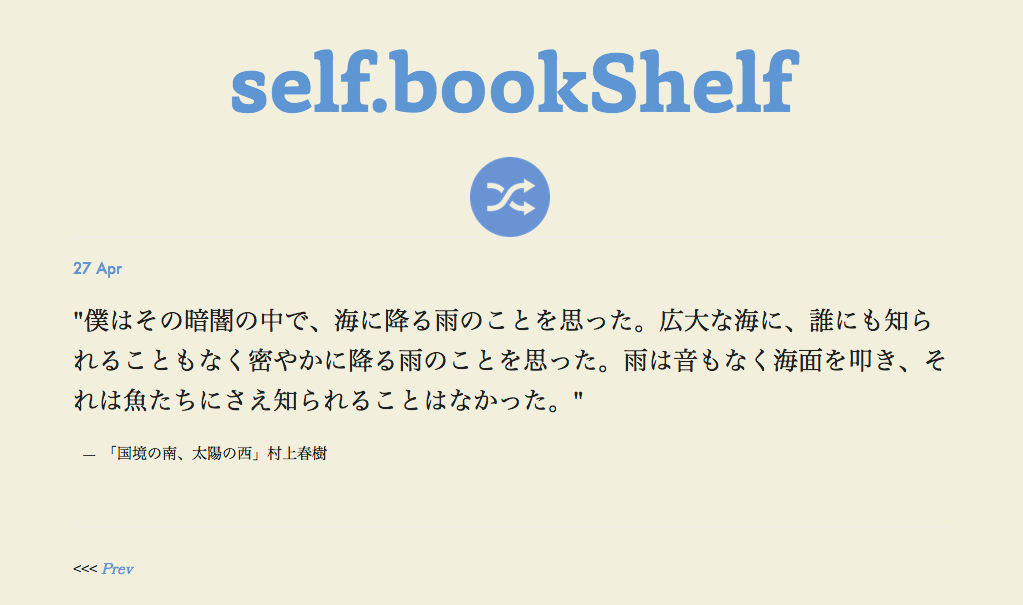 self.bookShelf
27 Apr
"僕はその暗闇の中で、海に降る雨のことを思った。広大な海に、誰にも知ら
れることもなく密やかに降る雨のことを思った。雨は音もなく海面を叩き、そ
れは魚たちにさえ知られることはなかった。"
— 「国境の南、太陽の西」村上春樹
<<< Prev